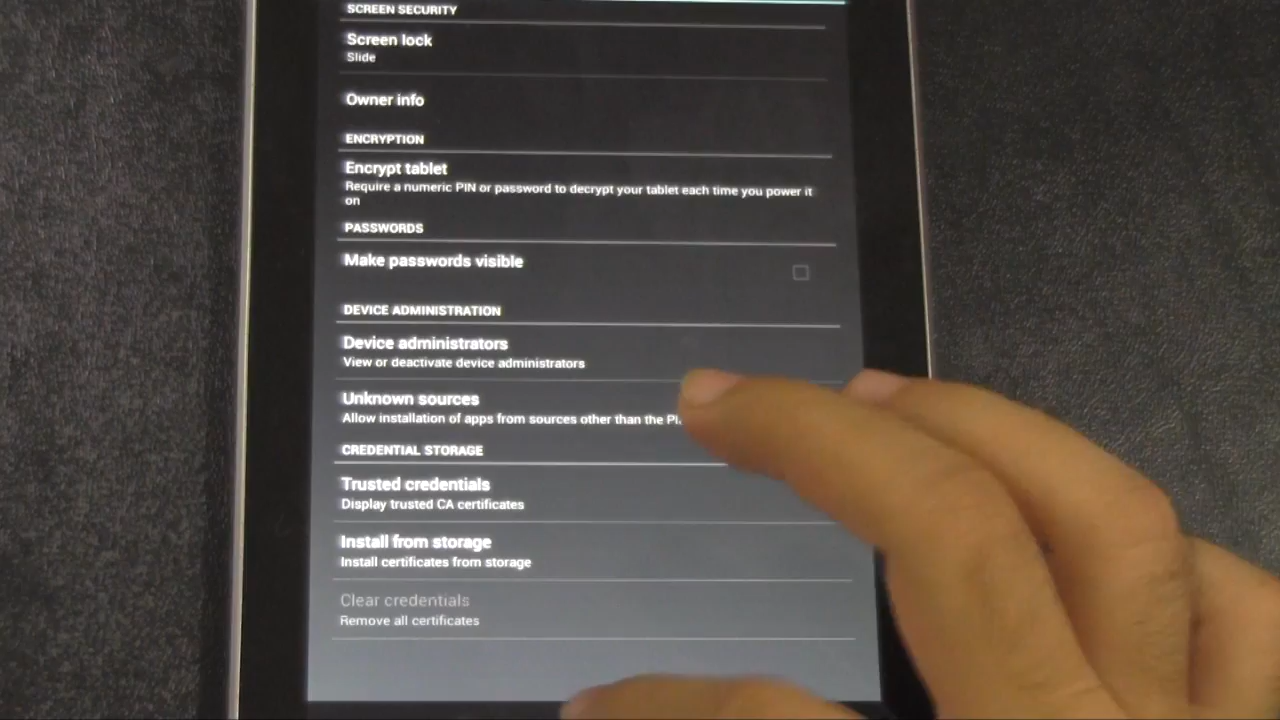 SCREEN SECURITY
Screen lock
Slide
Owner info
ENCRYPTION
Encrypt tablet
Require a numeric PIN or password to decrypt your tablet each time you power it
on
PASSWORDS
Make passwords visible
DEVICE ADMINISTRATION
Device administrators
View or deactivate device administrators
Unknown sources
Allow installation of apps from sources other than the
CREDENTIAL STORAGE
Trusted credentials
Display trusted CA certificates
Install from storage
Install certificates from storage
Clear credentials
Remove all certificates